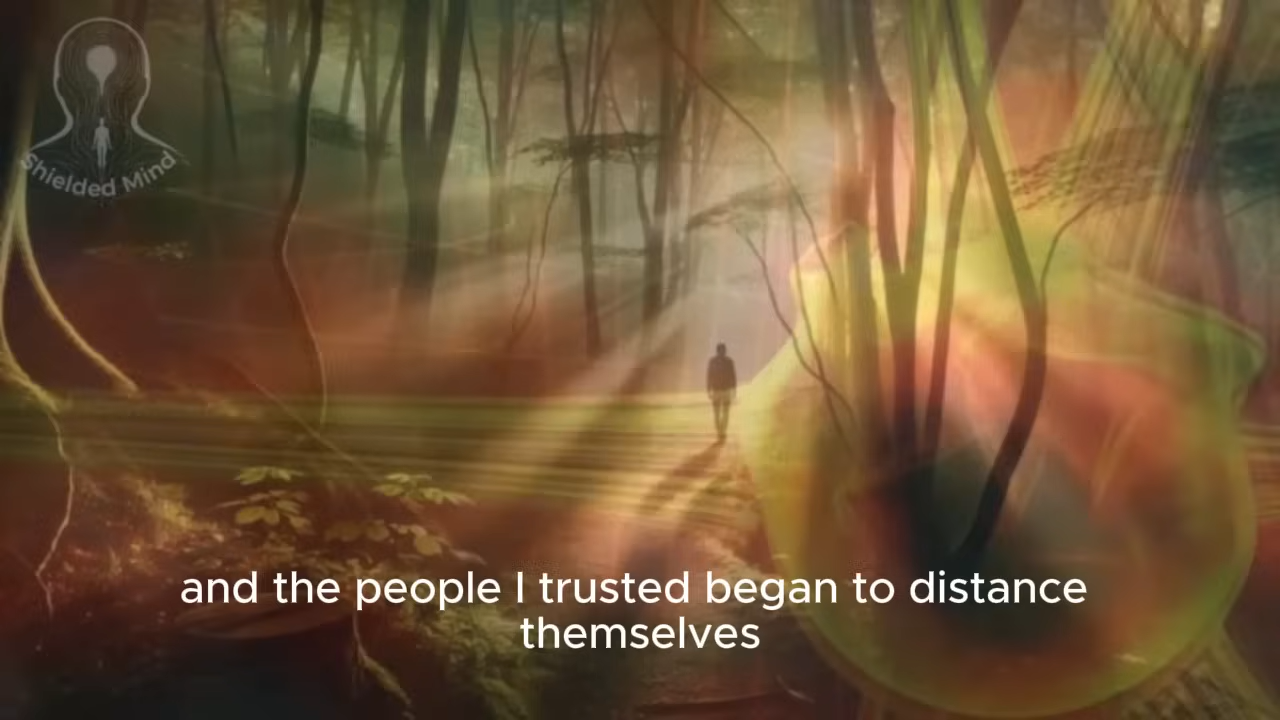 Shielded Mind
and the people I trusted began to distance
themselves